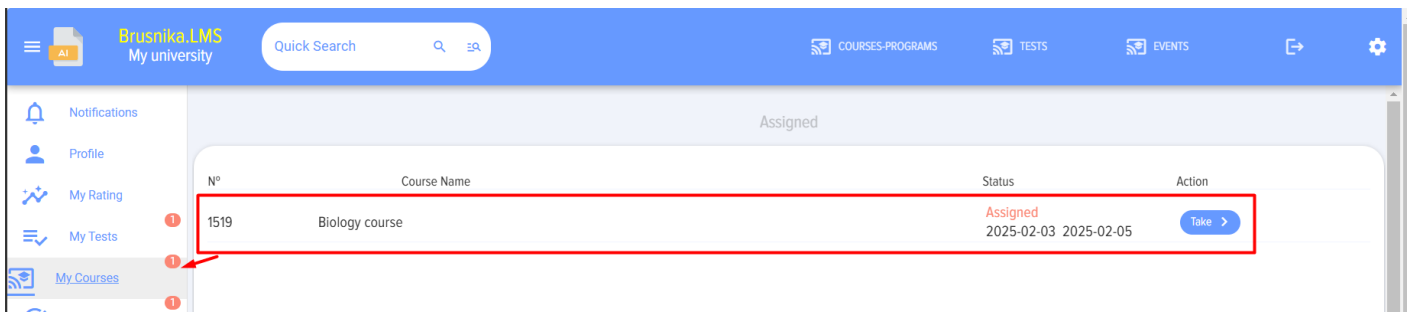 Brusnika.LMS
My university
AI
Quick Search
COURSES-PROGRAMS
TESTS
EVENTS
Notifications
Profile
My Rating
1
My Tests
1
My Courses
1
Assigned
N° Course Name Status Action
1519 Biology course Assigned Take
2025-02-03 2025-02-05